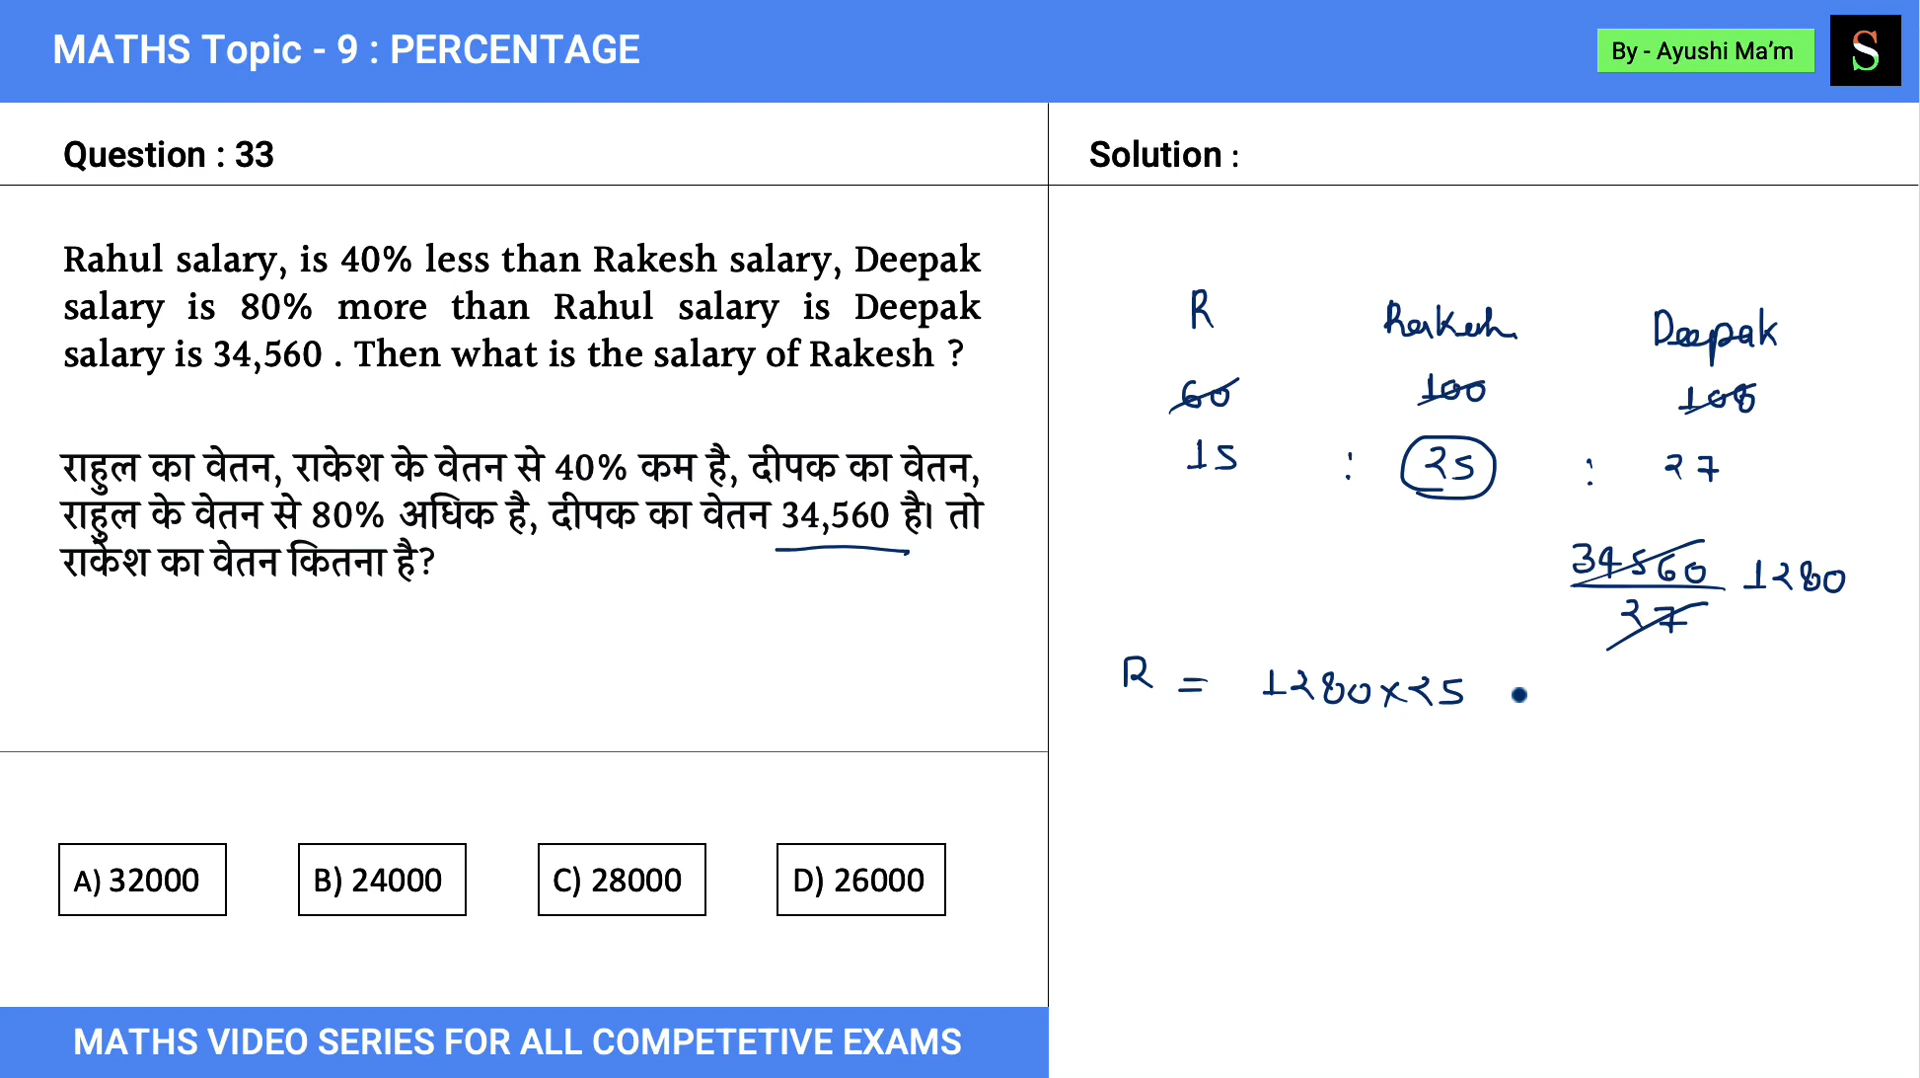 MATHS Topic - 9 : PERCENTAGE
By - Ayushi Ma’m
S
Question : 33
Rahul salary, is 40% less than Rakesh salary, Deepak
salary is 80% more than Rahul salary is Deepak
salary is 34,560 . Then what is the salary of Rakesh ?
राहुल का वेतन, राकेश के वेतन से 40% कम है, दीपक का वेतन,
राहुल के वेतन से 80% अधिक है, दीपक का वेतन 34,560 है। तो
राकेश का वेतन कितना है?
A) 32000
B) 24000
C) 28000
D) 26000
MATHS VIDEO SERIES FOR ALL COMPETETIVE EXAMS
Solution :
R Rakesh Deepak
60 100 108
15 : 25 : 27
34560 1280
27
R = 1280×25